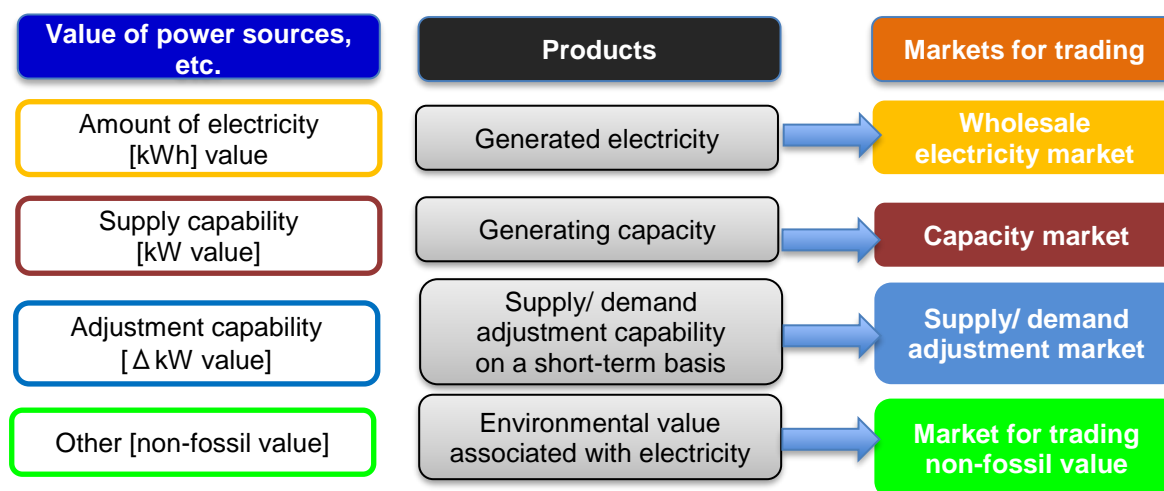 Value of power sources,
etc.
Products
Markets for trading
Amount of electricity
[kWh] value
Generated electricity
Wholesale
electricity market
Supply capability
[kW value]
Generating capacity
Capacity market
Adjustment capability
[Δ kW value]
Supply/ demand
adjustment capability
on a short-term basis
Supply/ demand
adjustment market
Other [non-fossil value]
Environmental value
associated with electricity
Market for trading
non-fossil value